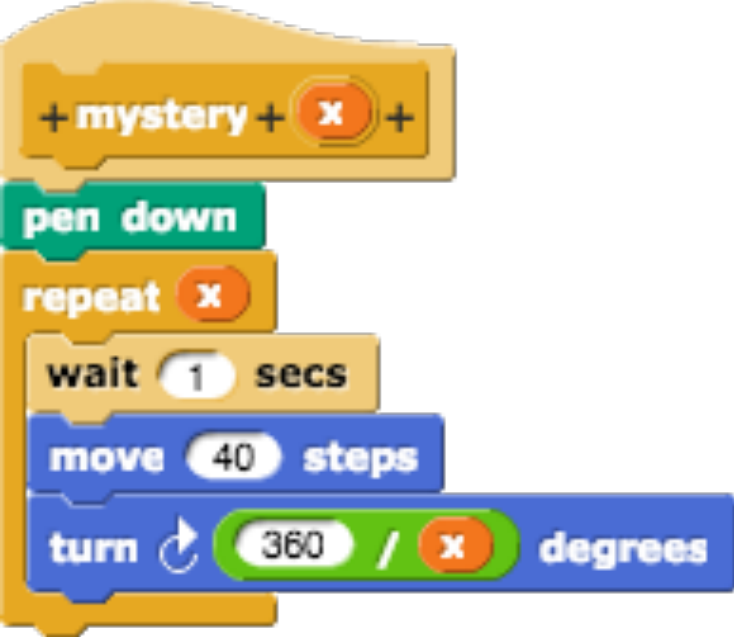 + mystery + x +
pen down
repeat x
wait 1 secs
move 40 steps
turn 360 / x degrees